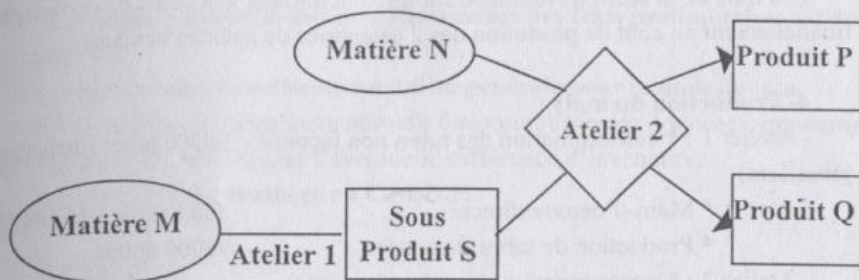 Matière N
Produit P
Atelier 2
Matière M
Atelier 1
Sous
Produit S
Produit Q